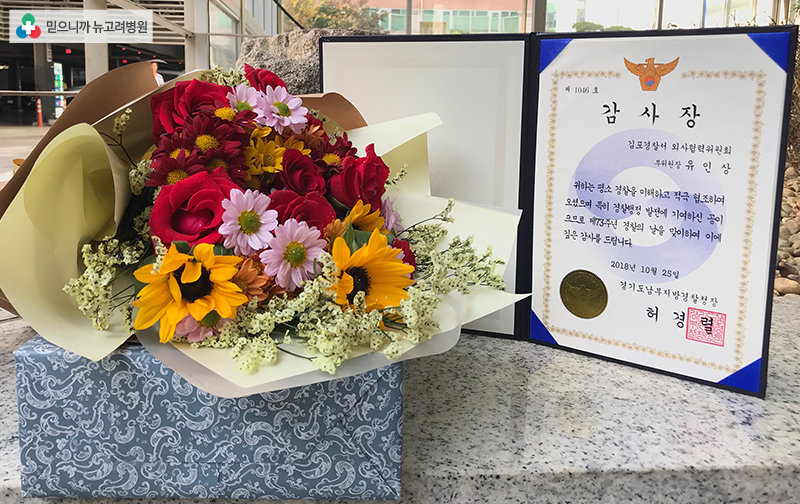 믿으니까 뉴고려병원
제 1046 호
감 사 장
김포경찰서 외사협력위원회
부위원장 유 인 상
귀하는 평소 경찰을 이해하고 적극 협조하여
오셨으며 특히 경찰행정 발전에 기여하신 공이
크므로 제73주년 경찰의 날을 맞이하여 이에
깊은 감사를 드립니다.
2018년 10월 25일
경기도남부지방경찰청장
허 경 렬